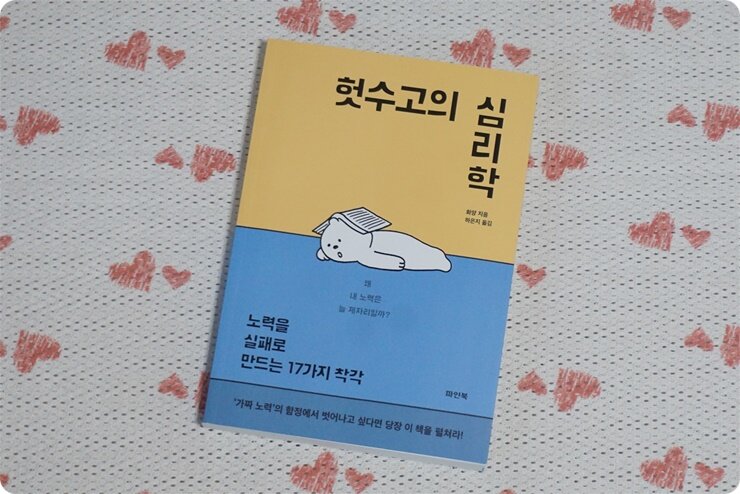 헛수고의
심리학
화양 지음
하은지 옮김
왜
내 노력은
늘 제자리일까?
노력을
실패로
만드는 17가지 착각
파인북
'가짜 노력'의 함정에서 벗어나고 싶다면 당장 이 책을 펼쳐라!